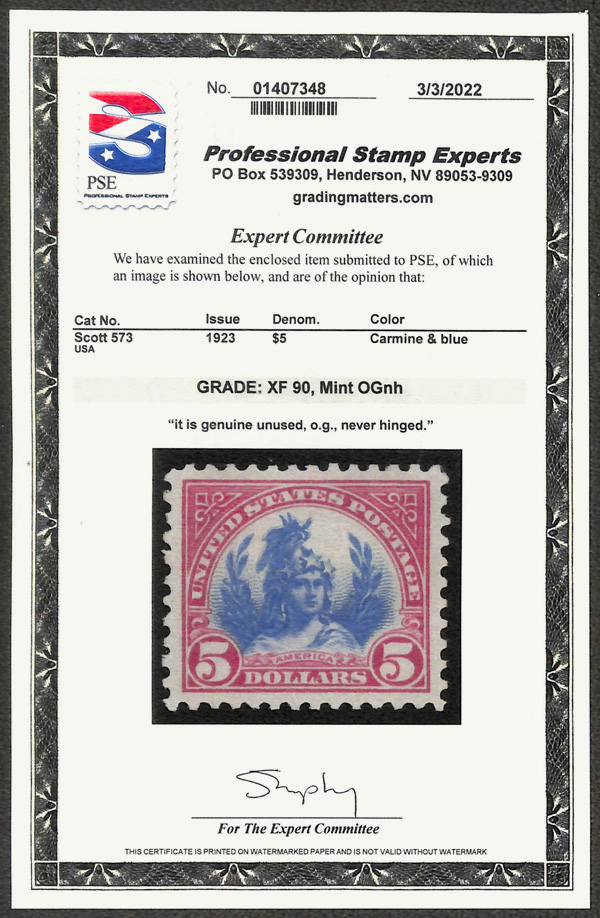 No. 01407348 3/3/2022
PSE
PROFESSIONAL STAMP EXPERTS
Professional Stamp Experts
PO Box 539309, Henderson, NV 89053-9309
gradingmatters.com
Expert Committee
We have examined the enclosed item submitted to PSE, of which
an image is shown below, and are of the opinion that:
Cat No. Issue Denom. Color
Scott 573 1923 $5 Carmine & blue
USA
GRADE: XF 90, Mint OGnh
“it is genuine unused, o.g., never hinged.”
UNITED STATES POSTAGE
AMERICA
5 DOLLARS 5
For The Expert Committee
THIS CERTIFICATE IS PRINTED ON WATERMARKED PAPER AND IS NOT VALID WITHOUT WATERMARK